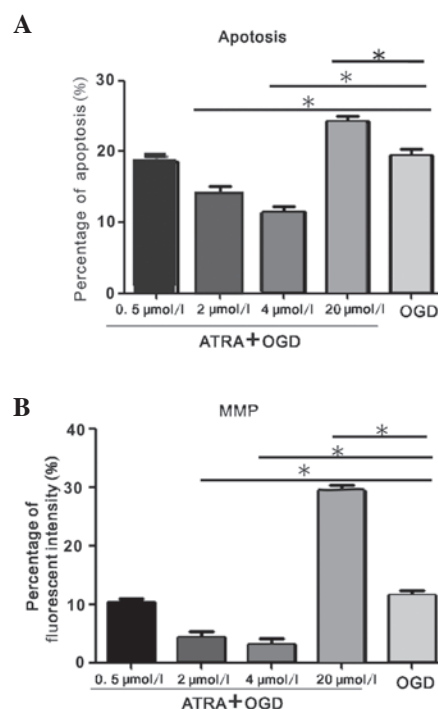 A
Apotosis
*
*
*
Percentage of apoptosis (%)
30
20
10
0
0. 5 µmol/l 2 µmol/l 4 µmol/l 20 µmol/l OGD
ATRA+OGD
B
MMP
*
*
*
Percentage of
fluorescent intensity (%)
40
30
20
10
0
0. 5 µmol/l 2 µmol/l 4 µmol/l 20 µmol/l OGD
ATRA+OGD